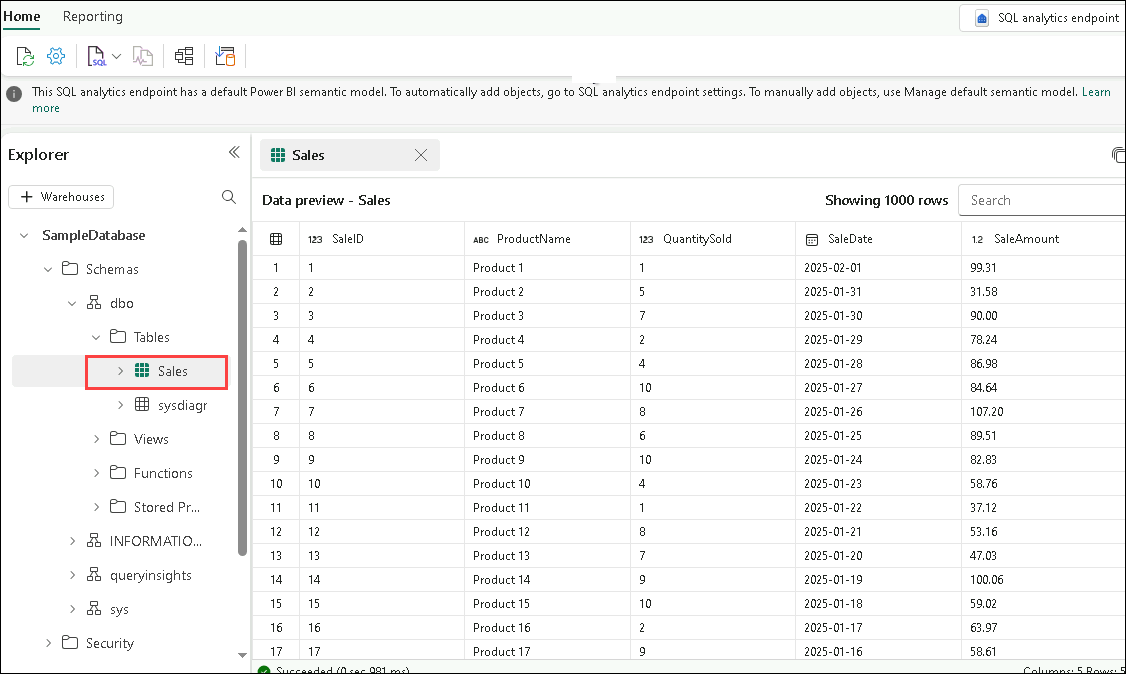 Home Reporting
SQL analytics endpoint
SQL
This SQL analytics endpoint has a default Power BI semantic model. To automatically add objects, go to SQL analytics endpoint settings. To manually add objects, use Manage default semantic model. Learn
more
Explorer
+ Warehouses
SampleDatabase
Schemas
dbo
Tables
Sales
sysdiagr
Views
Functions
Stored Pr...
INFORMATIO...
queryinsights
sys
Security
Sales
Data preview - Sales Showing 1000 rows Search
123 SaleID ABC ProductName 123 QuantitySold SaleDate 1.2 SaleAmount
1 1 Product 1 1 2025-02-01 99.31
2 2 Product 2 5 2025-01-31 31.58
3 3 Product 3 7 2025-01-30 90.00
4 4 Product 4 2 2025-01-29 78.24
5 5 Product 5 4 2025-01-28 86.98
6 6 Product 6 10 2025-01-27 84.64
7 7 Product 7 8 2025-01-26 107.20
8 8 Product 8 6 2025-01-25 89.51
9 9 Product 9 10 2025-01-24 82.83
10 10 Product 10 4 2025-01-23 58.76
11 11 Product 11 1 2025-01-22 37.12
12 12 Product 12 8 2025-01-21 53.16
13 13 Product 13 7 2025-01-20 47.03
14 14 Product 14 9 2025-01-19 100.06
15 15 Product 15 10 2025-01-18 59.02
16 16 Product 16 2 2025-01-17 63.97
17 17 Product 17 9 2025-01-16 58.61
Succeeded (0 sec 981 ms) Columns: 5 Rows: 5